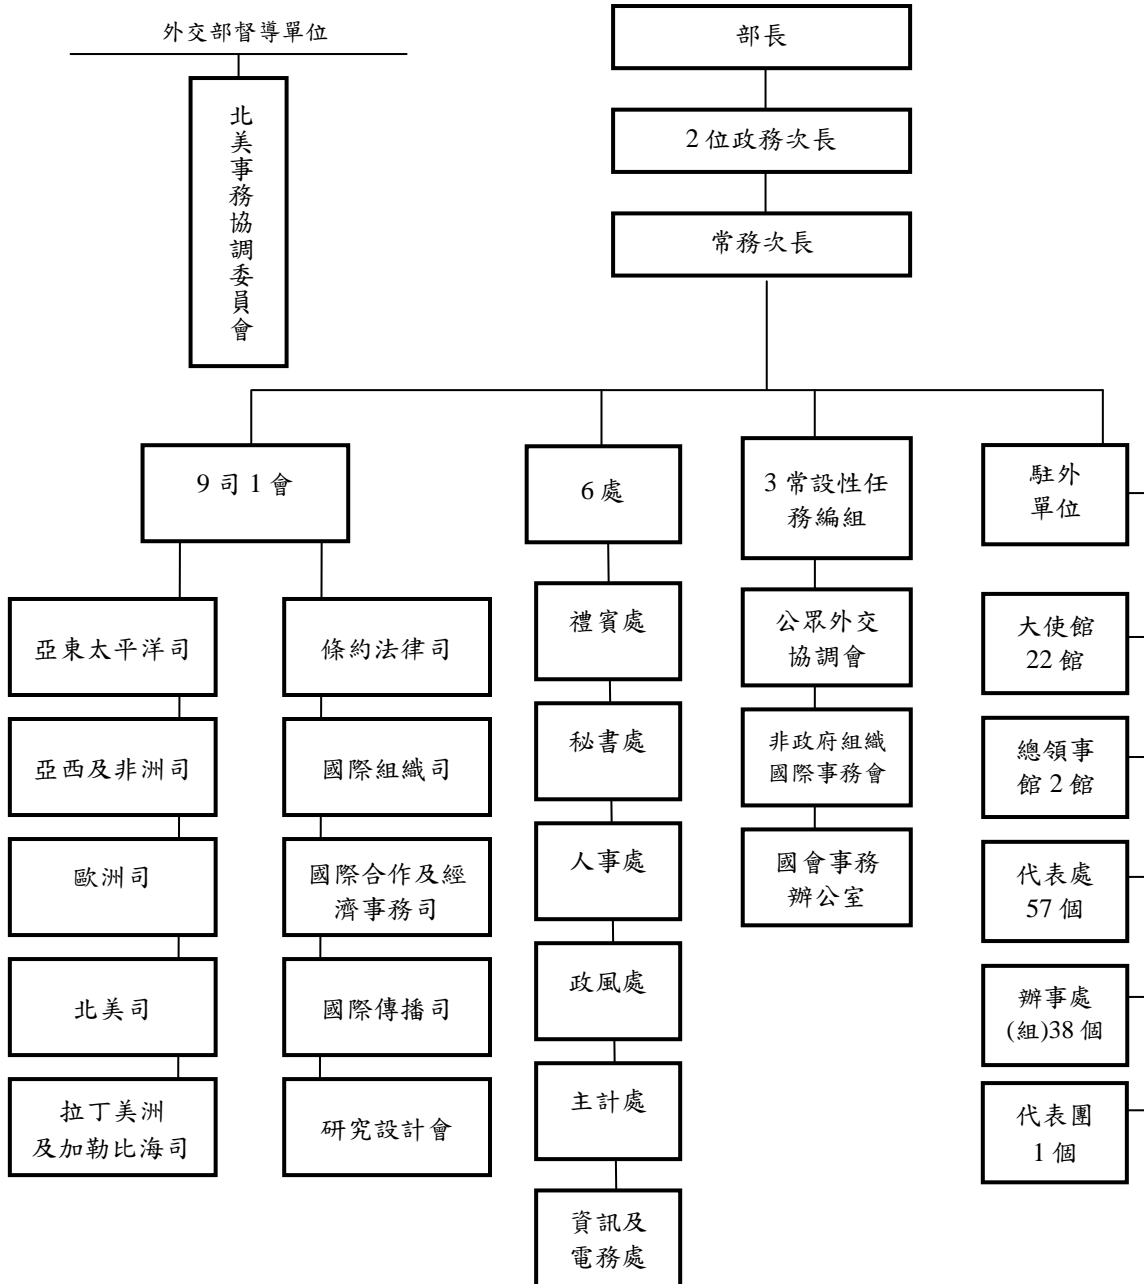 外交部督導單位
北美事務協調委員會
部長
2位政務次長
常務次長
9司1會
亞東太平洋司
亞西及非洲司
歐洲司
北美司
拉丁美洲
及加勒比海司
條約法律司
國際組織司
國際合作及經
濟事務司
國際傳播司
研究設計會
6處
禮賓處
秘書處
人事處
政風處
主計處
資訊及
電務處
3常設性任
務編組
公眾外交
協調會
非政府組織
國際事務會
國會事務
辦公室
駐外
單位
大使館
22館
總領事
館2館
代表處
57個
辦事處
(組)38個
代表團
1個